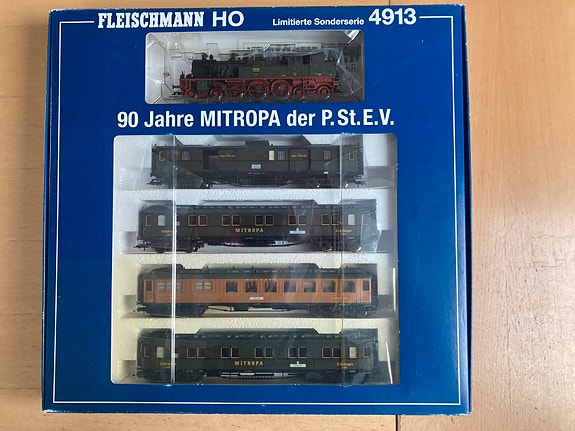 FLEISCHMANN HO
Limitierte Sonderserie 4913
90 Jahre MITROPA der P.St.E.V.
MITROPA
MITROPA